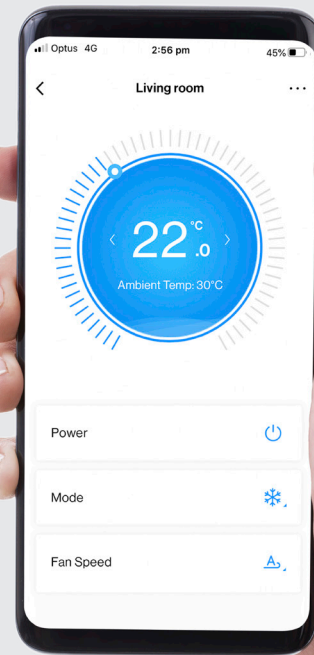 Optus 4G 2:56 pm 45%
Living room
22.0 °C
Ambient Temp: 30°C
Power
Mode
Fan Speed
A